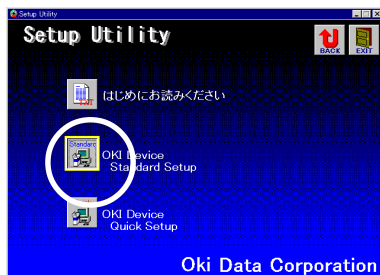 Setup Utility
Setup Utility
BACK
EXIT
TXT
はじめにお読みください
Standard
OKI Device
Standard Setup
OKI Device
Quick Setup
Oki Data Corporation